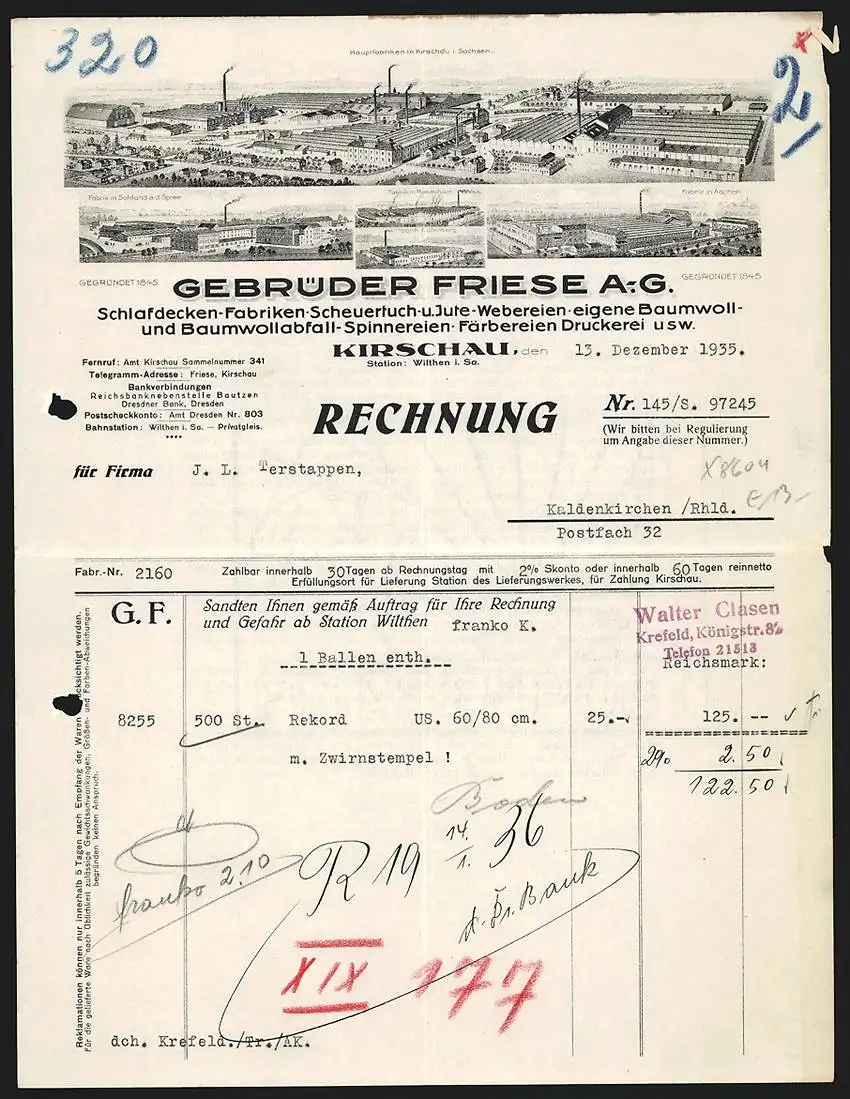 320
x
2
Hauptfabriken in Kirschau i. Sachsen.
Fabrik in Sohland a.d. Spree
Fabrik in Aachen
GEGRÜNDET 1845
GEGRÜNDET 1845
GEBRÜDER FRIESE A.-G.
Schlafdecken-Fabriken·Scheuertuch-u.Jute-Webereien·eigene Baumwoll-
und Baumwollabfall-Spinnereien·Färbereien Druckerei usw.
KIRSCHAU, den 13. Dezember 1935.
Station: Wilthen i. Sa.
Fernruf: Amt Kirschau Sammelnummer 341
Telegramm-Adresse: Friese, Kirschau
Bankverbindungen
Reichsbanknebenstelle Bautzen
Dresdner Bank, Dresden
Postscheckkonto: Amt Dresden Nr. 803
Bahnstation: Wilthen i. Sa. – Privatgleis.
RECHNUNG
Nr. 145/S. 97245
(Wir bitten bei Regulierung
um Angabe dieser Nummer.)
für Firma J. L. Terstappen,
X8604
Kaldenkirchen /Rhld.
Postfach 32
Fabr.-Nr. 2160
Zahlbar innerhalb 30 Tagen ab Rechnungstag mit 2% Skonto oder innerhalb 60 Tagen reinnetto
Erfüllungsort für Lieferung Station des Lieferungswerkes, für Zahlung Kirschau.
G. F.
Sandten Ihnen gemäß Auftrag für Ihre Rechnung
und Gefahr ab Station Wilthen franko K.
Walter Clasen
Krefeld, Königstr. 82
Telefon 21513
Reichsmark:
1 Ballen enth.
8255 500 St. Rekord US. 60/80 cm. 25.-- 125. --
m. Zwirnstempel !
2% 2.50
122.50
Boden
franko 2.10
R 19 14./1. 36
d. Dr. Bank
XIX 177
dch. Krefeld./Tr./AK.
Reklamationen können nur innerhalb 5 Tagen nach Empfang der Waren berücksichtigt werden.
Für die gelieferte Ware nach Üblichkeit zulässige Gewichtsschwankungen, Größen- und Farben-Abweichungen
begründen keinen Anspruch.